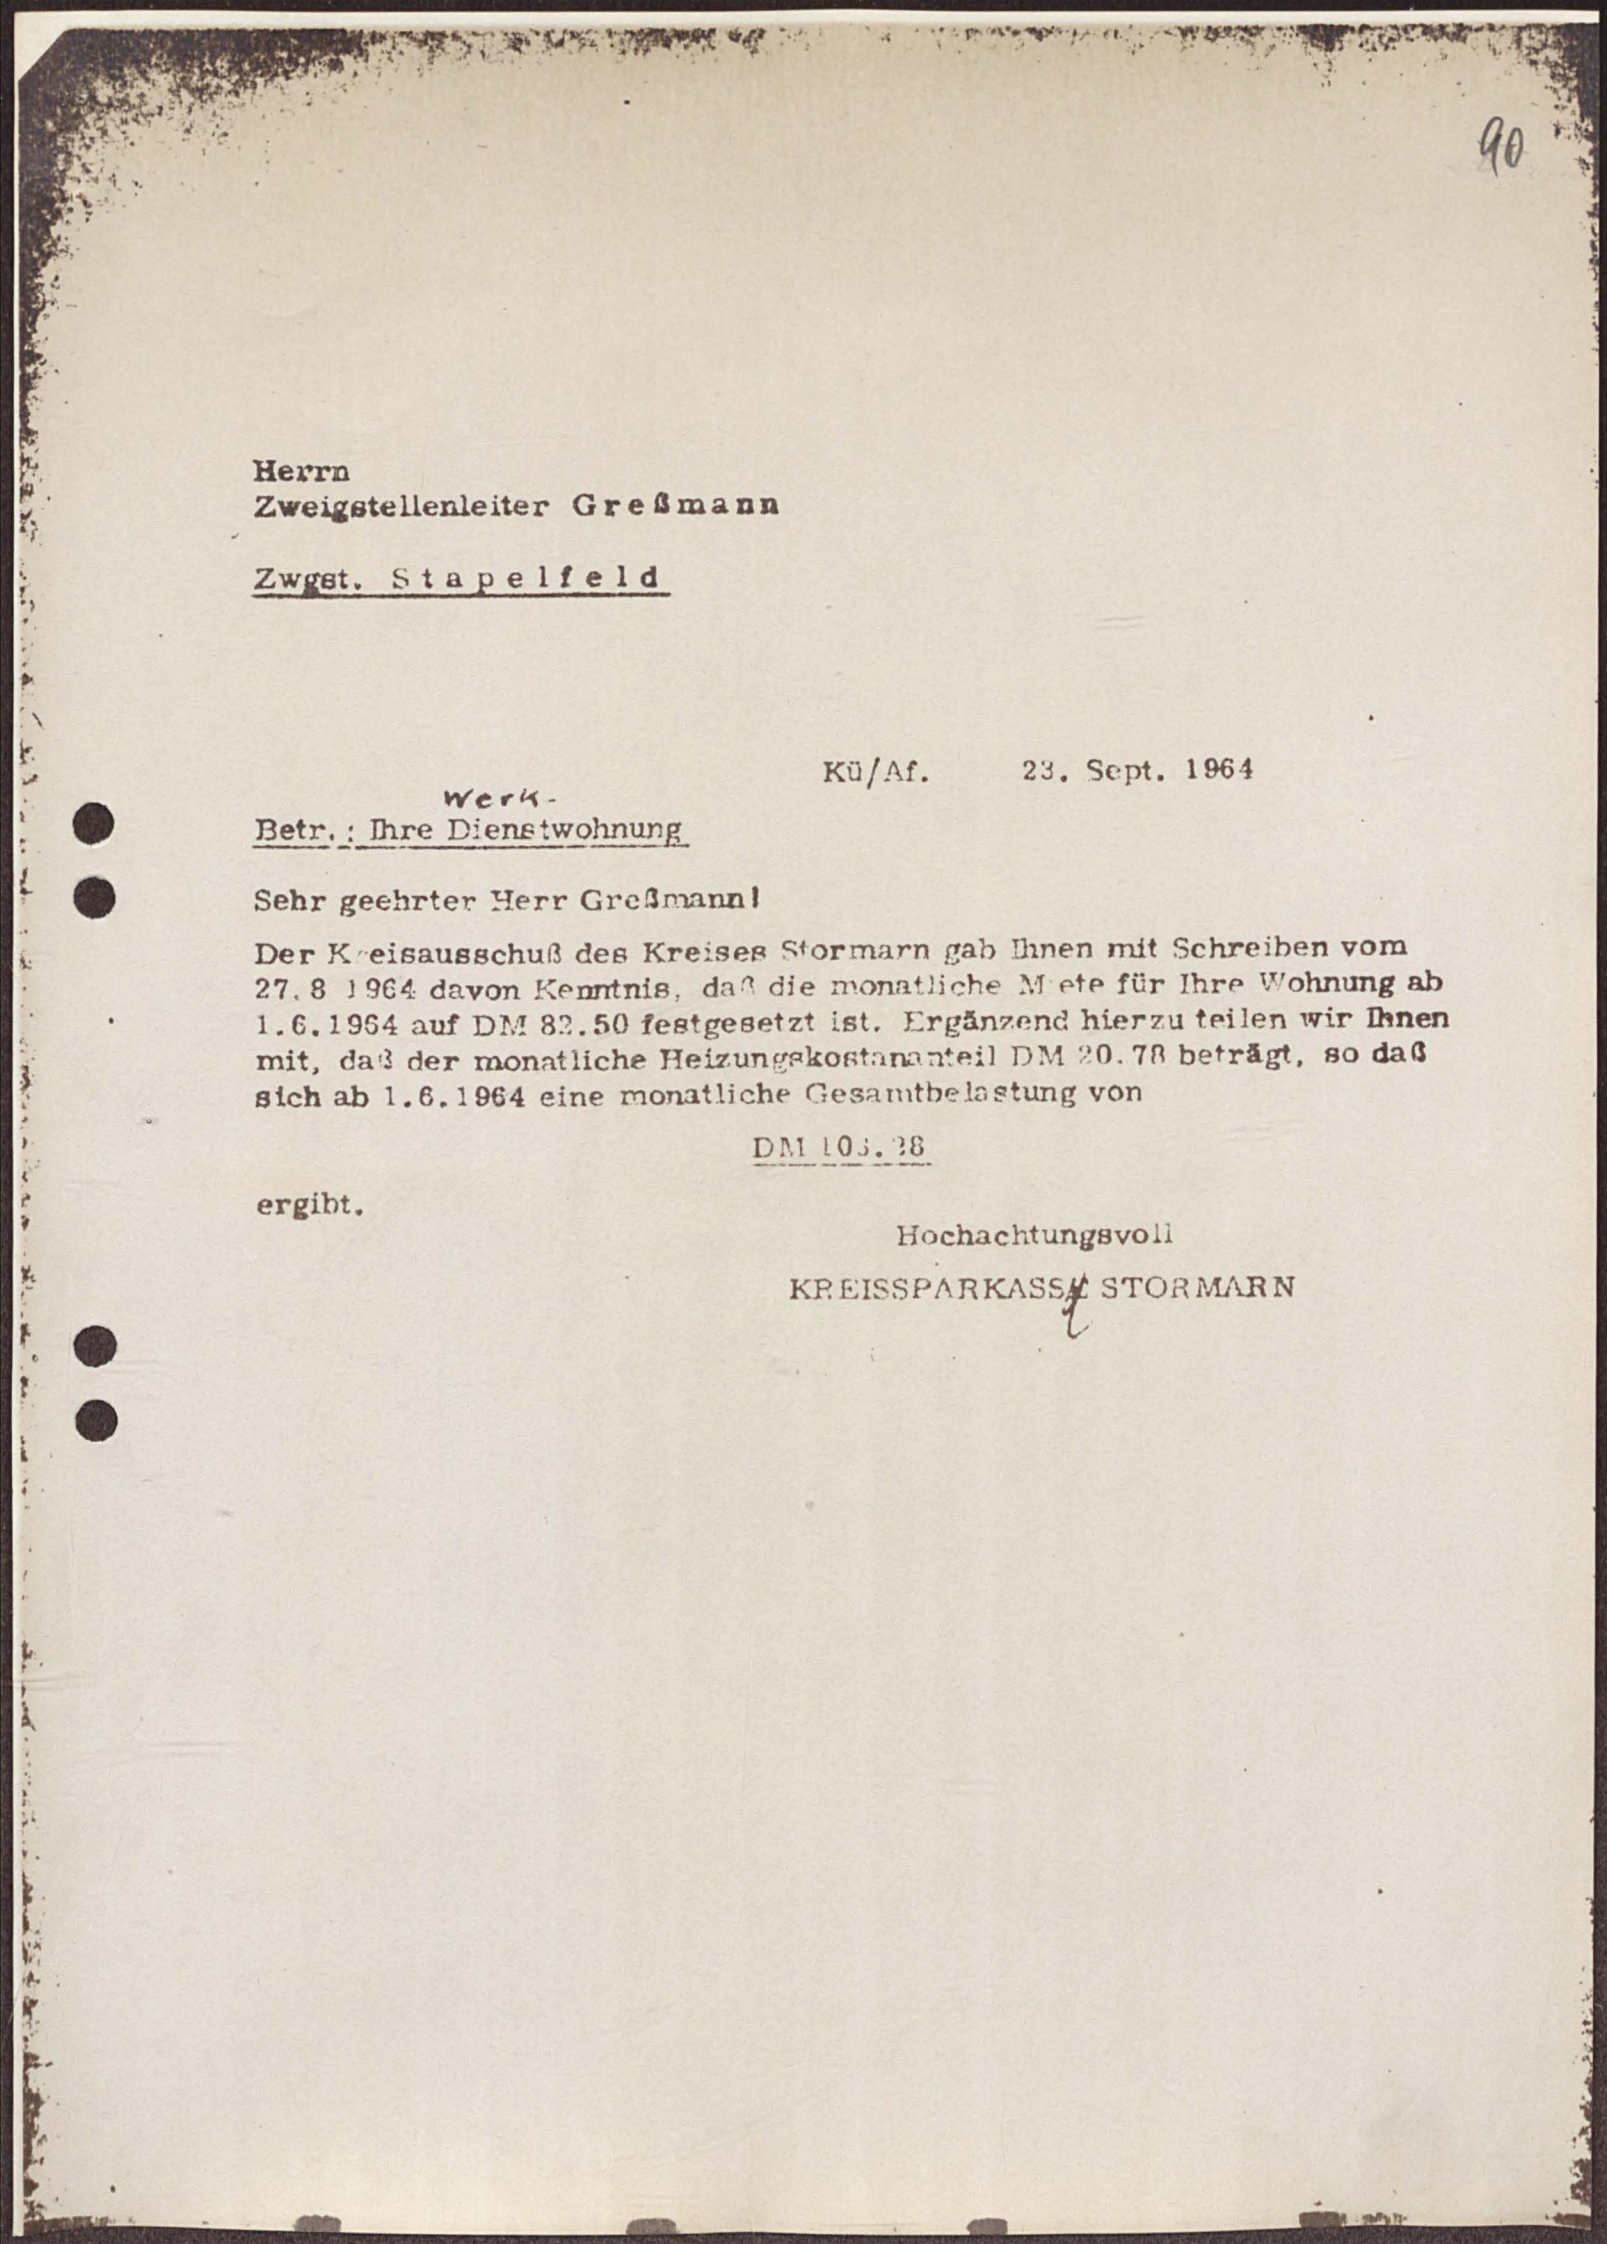 90
Herrn
Zweigstellenleiter Greßmann
Zwgst. Stapelfeld
Kü/Af. 23. Sept. 1964
Werk-
Betr.: Ihre Dienstwohnung
Sehr geehrter Herr Greßmann!
Der Kreisausschuß des Kreises Stormarn gab Ihnen mit Schreiben vom
27.8 1964 davon Kenntnis, daß die monatliche Miete für Ihre Wohnung ab
1.6.1964 auf DM 82.50 festgesetzt ist. Ergänzend hierzu teilen wir Ihnen
mit, daß der monatliche Heizungskostenanteil DM 20.78 beträgt, so daß
sich ab 1.6.1964 eine monatliche Gesamtbelastung von
DM 103.28
ergibt.
Hochachtungsvoll
KREISSPARKASSE STORMARN